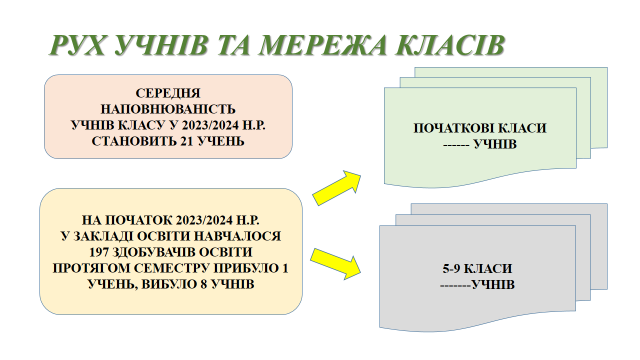 РУХ УЧНІВ ТА МЕРЕЖА КЛАСІВ
СЕРЕДНЯ
НАПОВНЮВАНІСТЬ
УЧНІВ КЛАСУ У 2023/2024 Н.Р.
СТАНОВИТЬ 21 УЧЕНЬ
НА ПОЧАТОК 2023/2024 Н.Р.
У ЗАКЛАДІ ОСВІТИ НАВЧАЛОСЯ
197 ЗДОБУВАЧІВ ОСВІТИ
ПРОТЯГОМ СЕМЕСТРУ ПРИБУЛО 1
УЧЕНЬ, ВИБУЛО 8 УЧНІВ
ПОЧАТКОВІ КЛАСИ
------ УЧНІВ
5-9 КЛАСИ
-------УЧНІВ